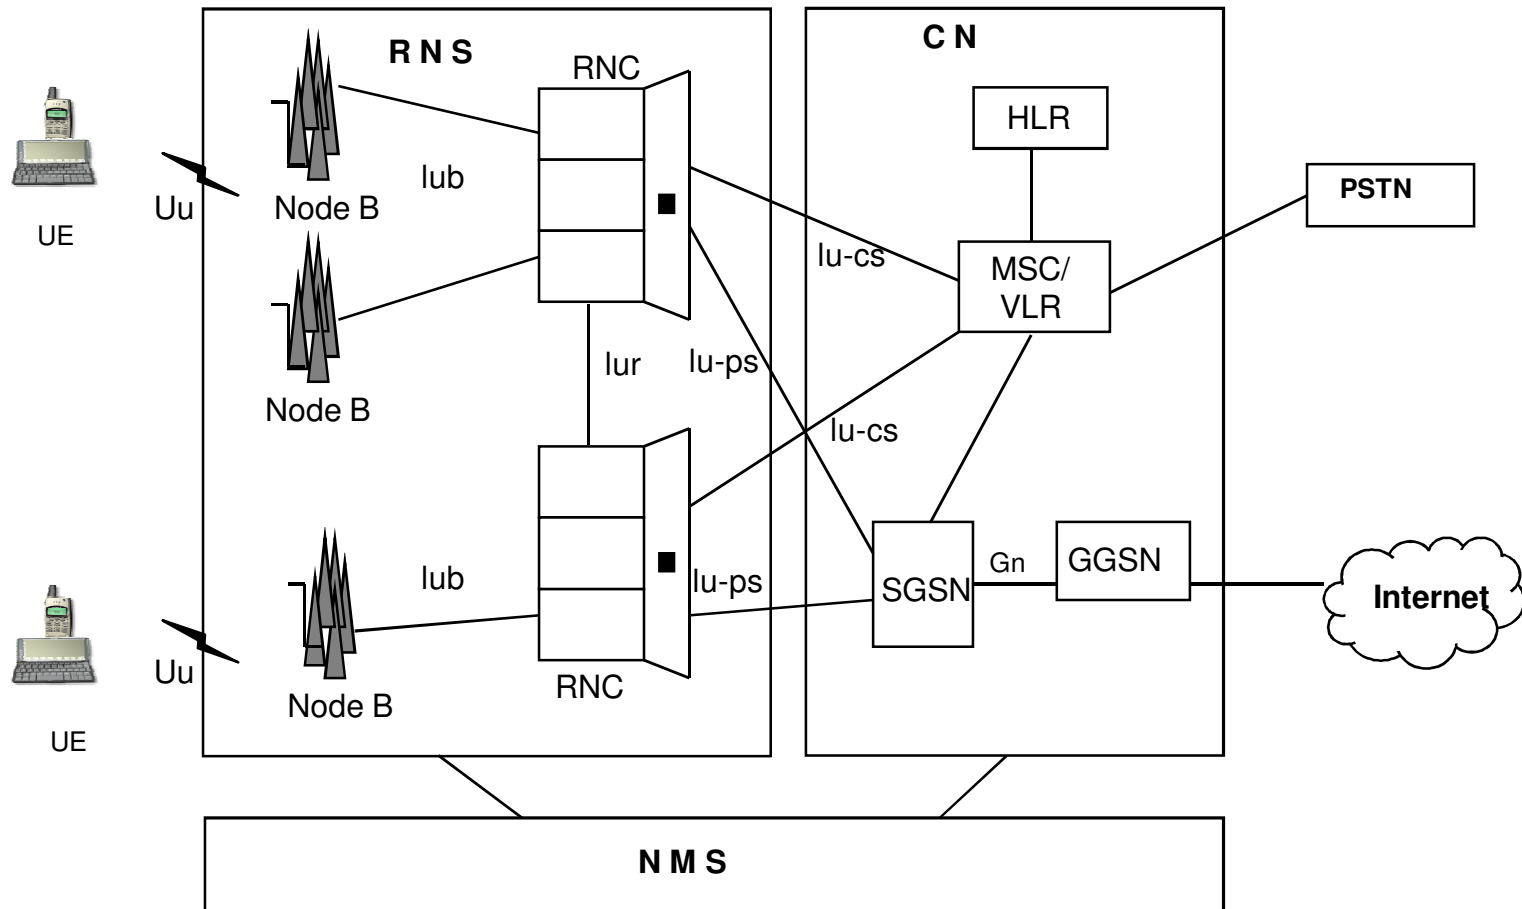 R N S
C N
RNC
HLR
Iub
PSTN
Uu
Node B
UE
Iu-cs
MSC/
VLR
Iur
Iu-ps
Node B
Iu-cs
Iub
Iu-ps
SGSN
Gn
GGSN
Internet
Uu
RNC
Node B
UE
N M S